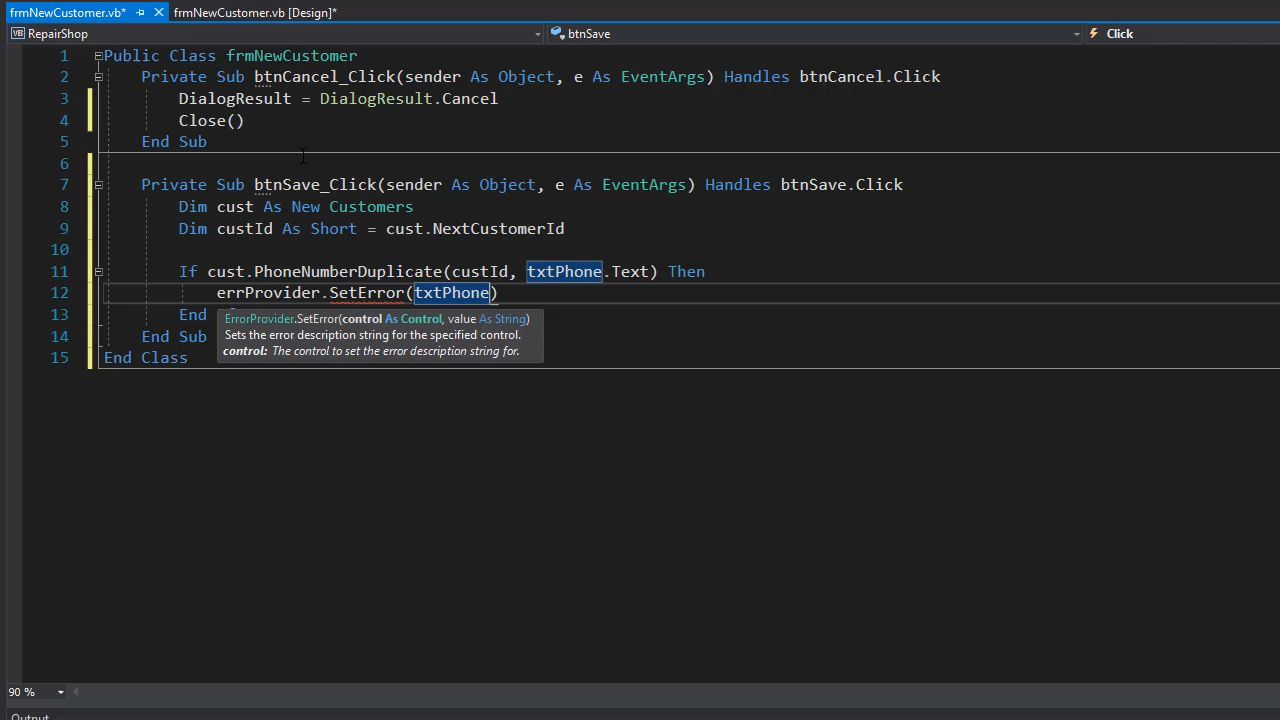 frmNewCustomer.vb* frmNewCustomer.vb [Design]*
VB RepairShop btnSave Click
1 Public Class frmNewCustomer
2 Private Sub btnCancel_Click(sender As Object, e As EventArgs) Handles btnCancel.Click
3 DialogResult = DialogResult.Cancel
4 Close()
5 End Sub
6
7 Private Sub btnSave_Click(sender As Object, e As EventArgs) Handles btnSave.Click
8 Dim cust As New Customers
9 Dim custId As Short = cust.NextCustomerId
10
11 If cust.PhoneNumberDuplicate(custId, txtPhone.Text) Then
12 errProvider.SetError(txtPhone)
13 End
ErrorProvider.SetError(control As Control, value As String)
14 End Sub
Sets the error description string for the specified control.
15 End Class
control: The control to set the error description string for.
90 %
Output